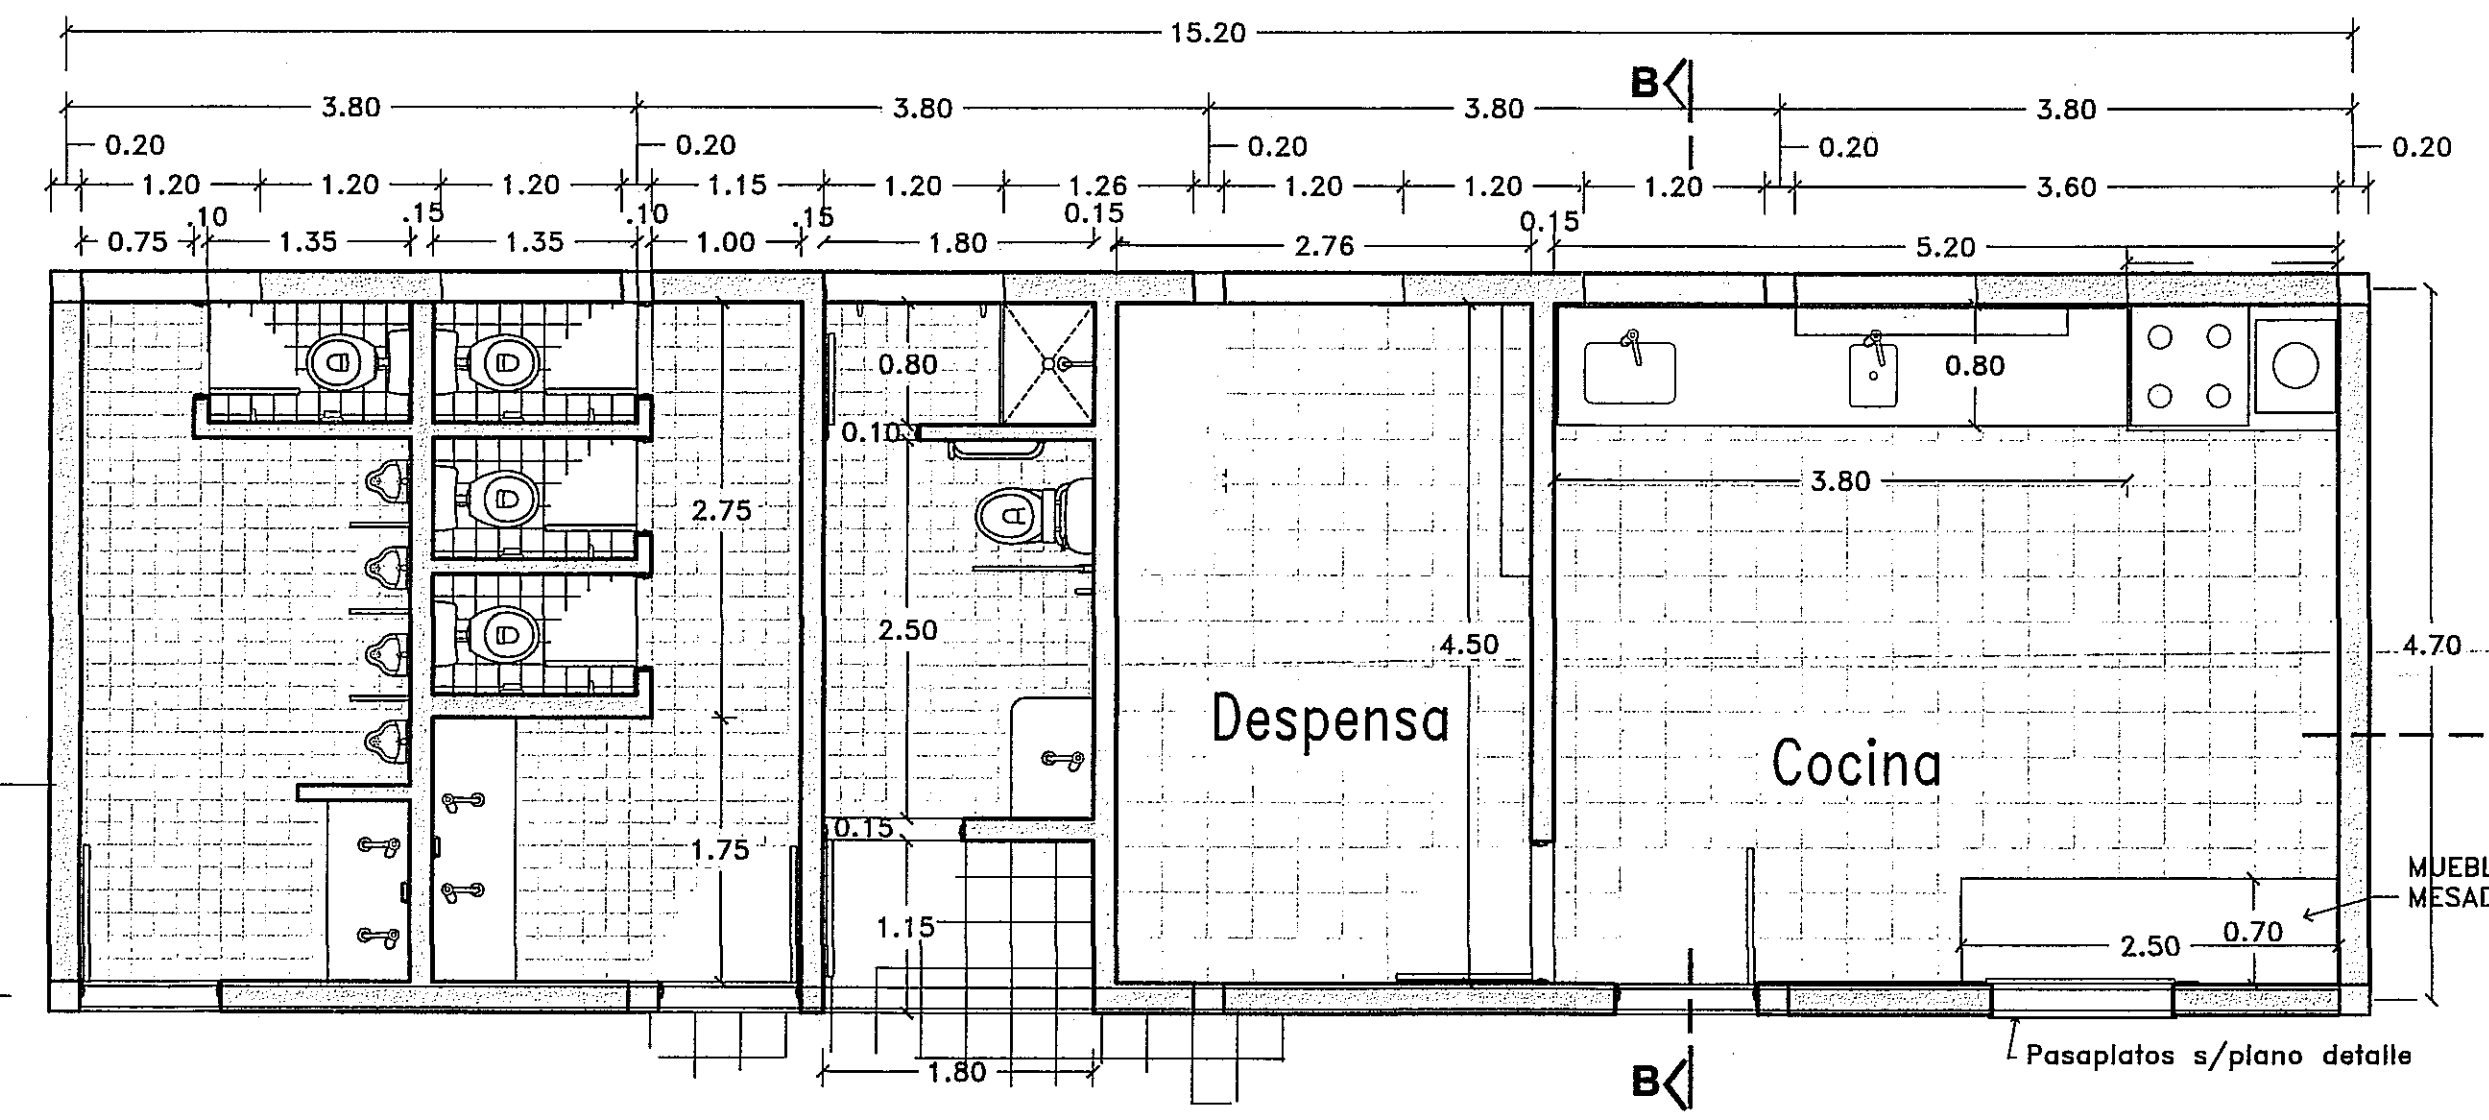 15.20
B
3.80 3.80 3.80 3.80
0.20 0.20 0.20 0.20 0.20
1.20 1.20 1.20 1.15 1.20 1.26 1.20 1.20 1.20 3.60
.10 .15 .10 .15 0.15 0.15
0.75 1.35 1.35 1.00 1.80 2.76 5.20
0.80 0.80
0.10
3.80
2.75
2.50 4.50 4.70
Despensa
Cocina
0.15
1.75
MUEBL
MESAD
1.15
0.70
2.50
Pasaplatos s/plano detalle
1.80
B